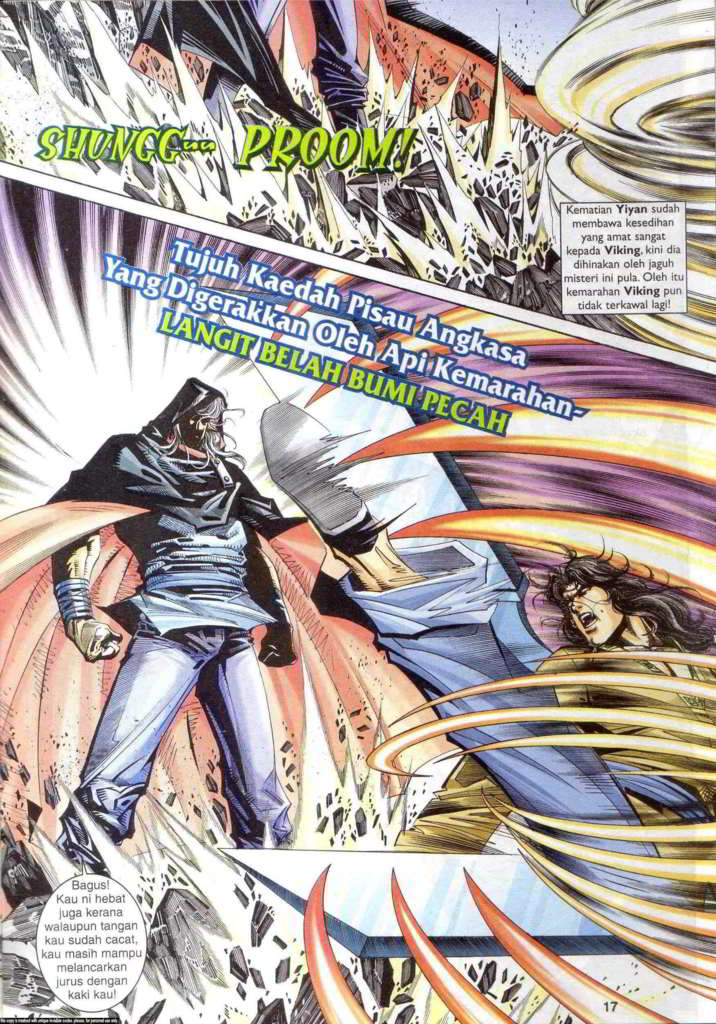 SHUNGG~~ PROOM!
Kematian Yiyan sudah
membawa kesedihan
yang amat sangat
kepada Viking, kini dia
dihinakan oleh jaguh
misteri ini pula. Oleh itu
kemarahan Viking pun
tidak terkawal lagi!
Tujuh Kaedah Pisau Angkasa
Yang Digerakkan Oleh Api Kemarahan-
LANGIT BELAH BUMI PECAH
Bagus!
Kau ni hebat
juga kerana
walaupun tangan
kau sudah cacat,
kau masih mampu
melancarkan
jurus dengan
kaki kau!
17